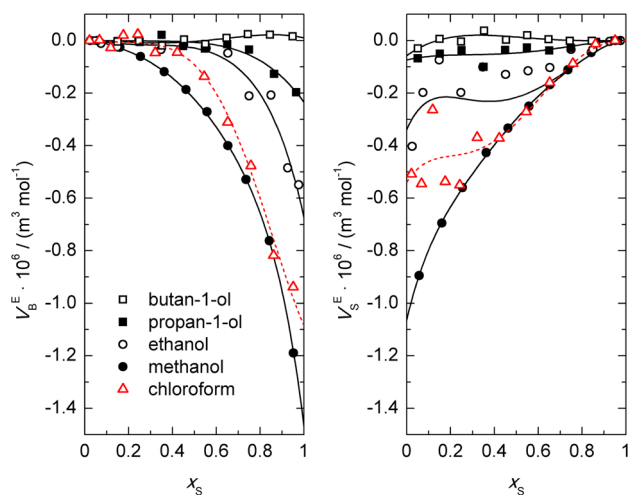 0.0
-0.2
-0.4
-0.6
-0.8
-1.0
-1.2
-1.4
V_B^E · 10^6 / (m^3 mol^-1)
butan-1-ol
propan-1-ol
ethanol
methanol
chloroform
0 0.2 0.4 0.6 0.8 1
x_S
0.0
-0.2
-0.4
-0.6
-0.8
-1.0
-1.2
-1.4
V_S^E · 10^6 / (m^3 mol^-1)
0 0.2 0.4 0.6 0.8 1
x_S